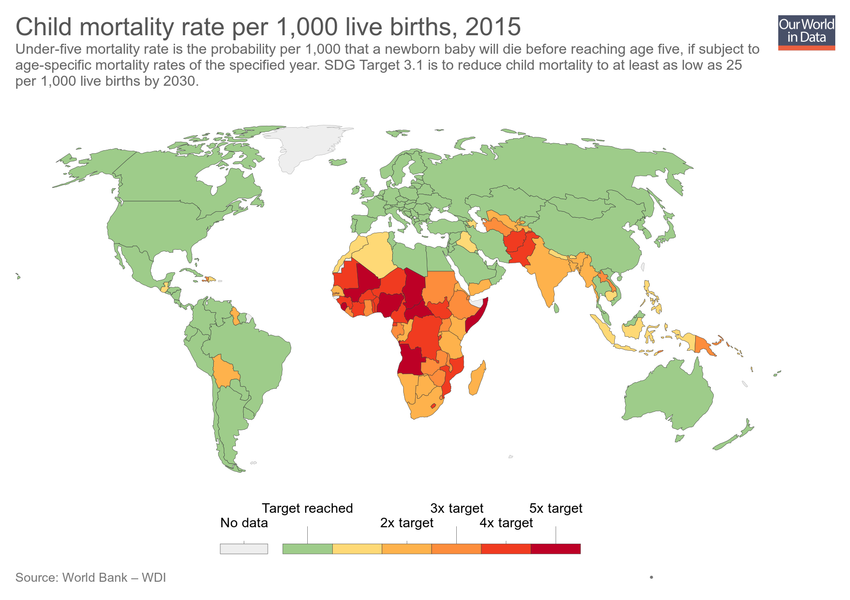 Child mortality rate per 1,000 live births, 2015
Our World
in Data
Under-five mortality rate is the probability per 1,000 that a newborn baby will die before reaching age five, if subject to
age-specific mortality rates of the specified year. SDG Target 3.1 is to reduce child mortality to at least as low as 25
per 1,000 live births by 2030.
Target reached 3x target 5x target
No data 2x target 4x target
Source: World Bank – WDI